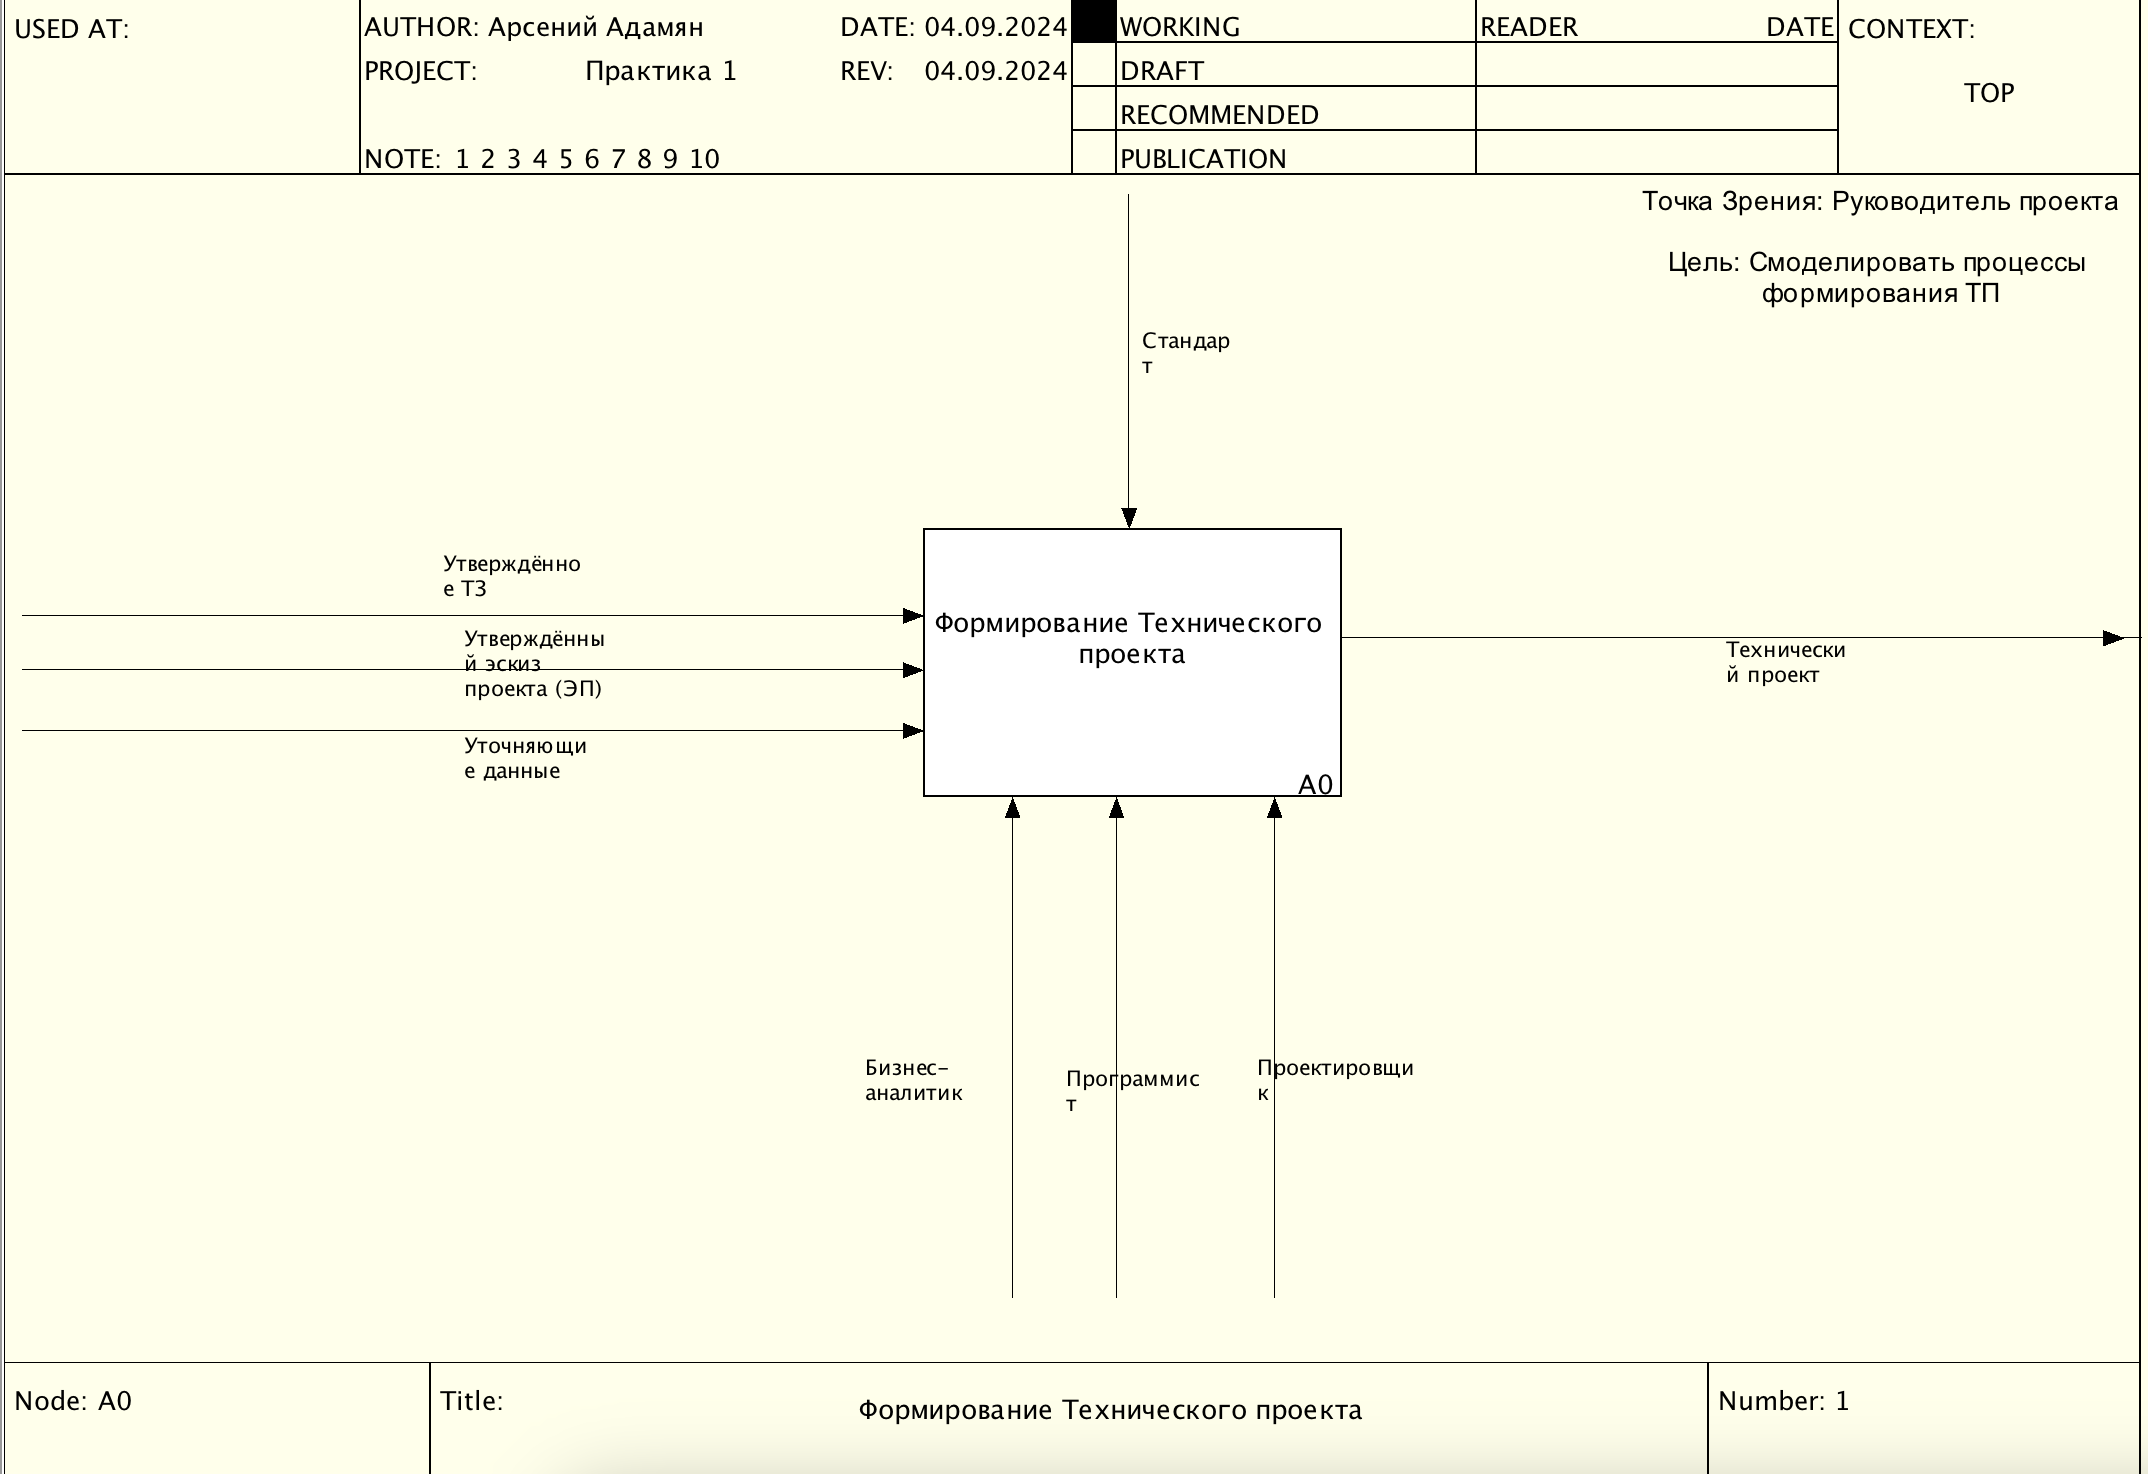 USED AT:
AUTHOR: Арсений Адамян
DATE: 04.09.2024
PROJECT: Практика 1
REV: 04.09.2024
NOTE: 1 2 3 4 5 6 7 8 9 10
WORKING
DRAFT
RECOMMENDED
PUBLICATION
READER DATE
CONTEXT:
TOP
Точка Зрения: Руководитель проекта
Цель: Смоделировать процессы
формирования ТП
Стандар
т
Утверждённо
е ТЗ
Утверждённы
й эскиз
проекта (ЭП)
Уточняющи
е данные
Формирование Технического
проекта
A0
Технически
й проект
Бизнес-
аналитик
Программис
т
Проектировщи
к
Node: A0
Title:
Формирование Технического проекта
Number: 1